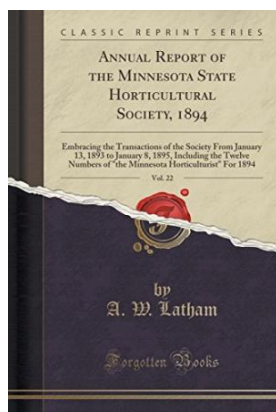 CLASSIC REPRINT SERIES
ANNUAL REPORT OF
THE MINNESOTA STATE
HORTICULTURAL
SOCIETY, 1894
Embracing the Transactions of the Society From January
13, 1893 to January 8, 1895, Including the Twelve
Numbers of "the Minnesota Horticulturist" For 1894
Vol. 22
by
A. W. Latham
Forgotten Books